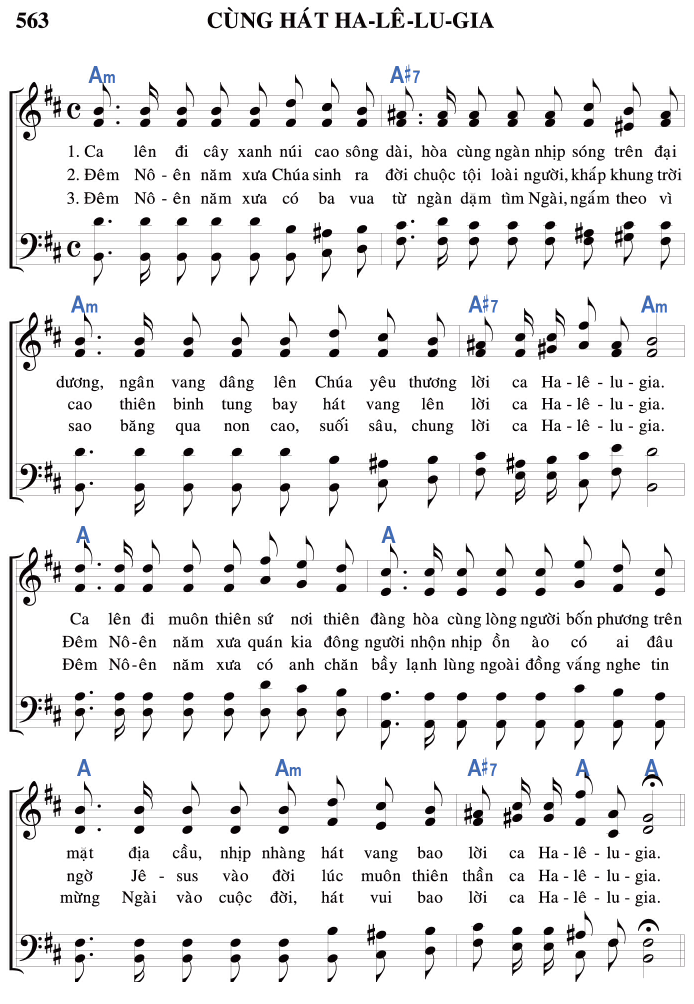 563 CÙNG HÁT HA-LÊ-LU-GIA
Am A♯7
1. Ca lên đi cây xanh núi cao sông dài, hòa cùng ngàn nhịp sóng trên đại
2. Đêm Nô - ên năm xưa Chúa sinh ra đời chuộc tội loài người, khắp khung trời
3. Đêm Nô - ên năm xưa có ba vua từ ngàn dặm tìm Ngài, ngắm theo vì
Am A♯7 Am
dương, ngân vang dâng lên Chúa yêu thương lời ca Ha - lê - lu - gia.
cao thiên binh tung bay hát vang lên lời ca Ha - lê - lu - gia.
sao băng qua non cao, suối sâu, chung lời ca Ha - lê - lu - gia.
A A
Ca lên đi muôn thiên sứ nơi thiên đàng hòa cùng lòng người bốn phương trên
Đêm Nô-ên năm xưa quán kia đông người nhộn nhịp ồn ào có ai đâu
Đêm Nô-ên năm xưa có anh chăn bầy lạnh lùng ngoài đồng vắng nghe tin
A Am A♯7 A A
mặt địa cầu, nhịp nhàng hát vang bao lời ca Ha - lê - lu - gia.
ngờ Jê - sus vào đời lúc muôn thiên thần ca Ha - lê - lu - gia.
mừng Ngài vào cuộc đời, hát vui bao lời ca Ha - lê - lu - gia.